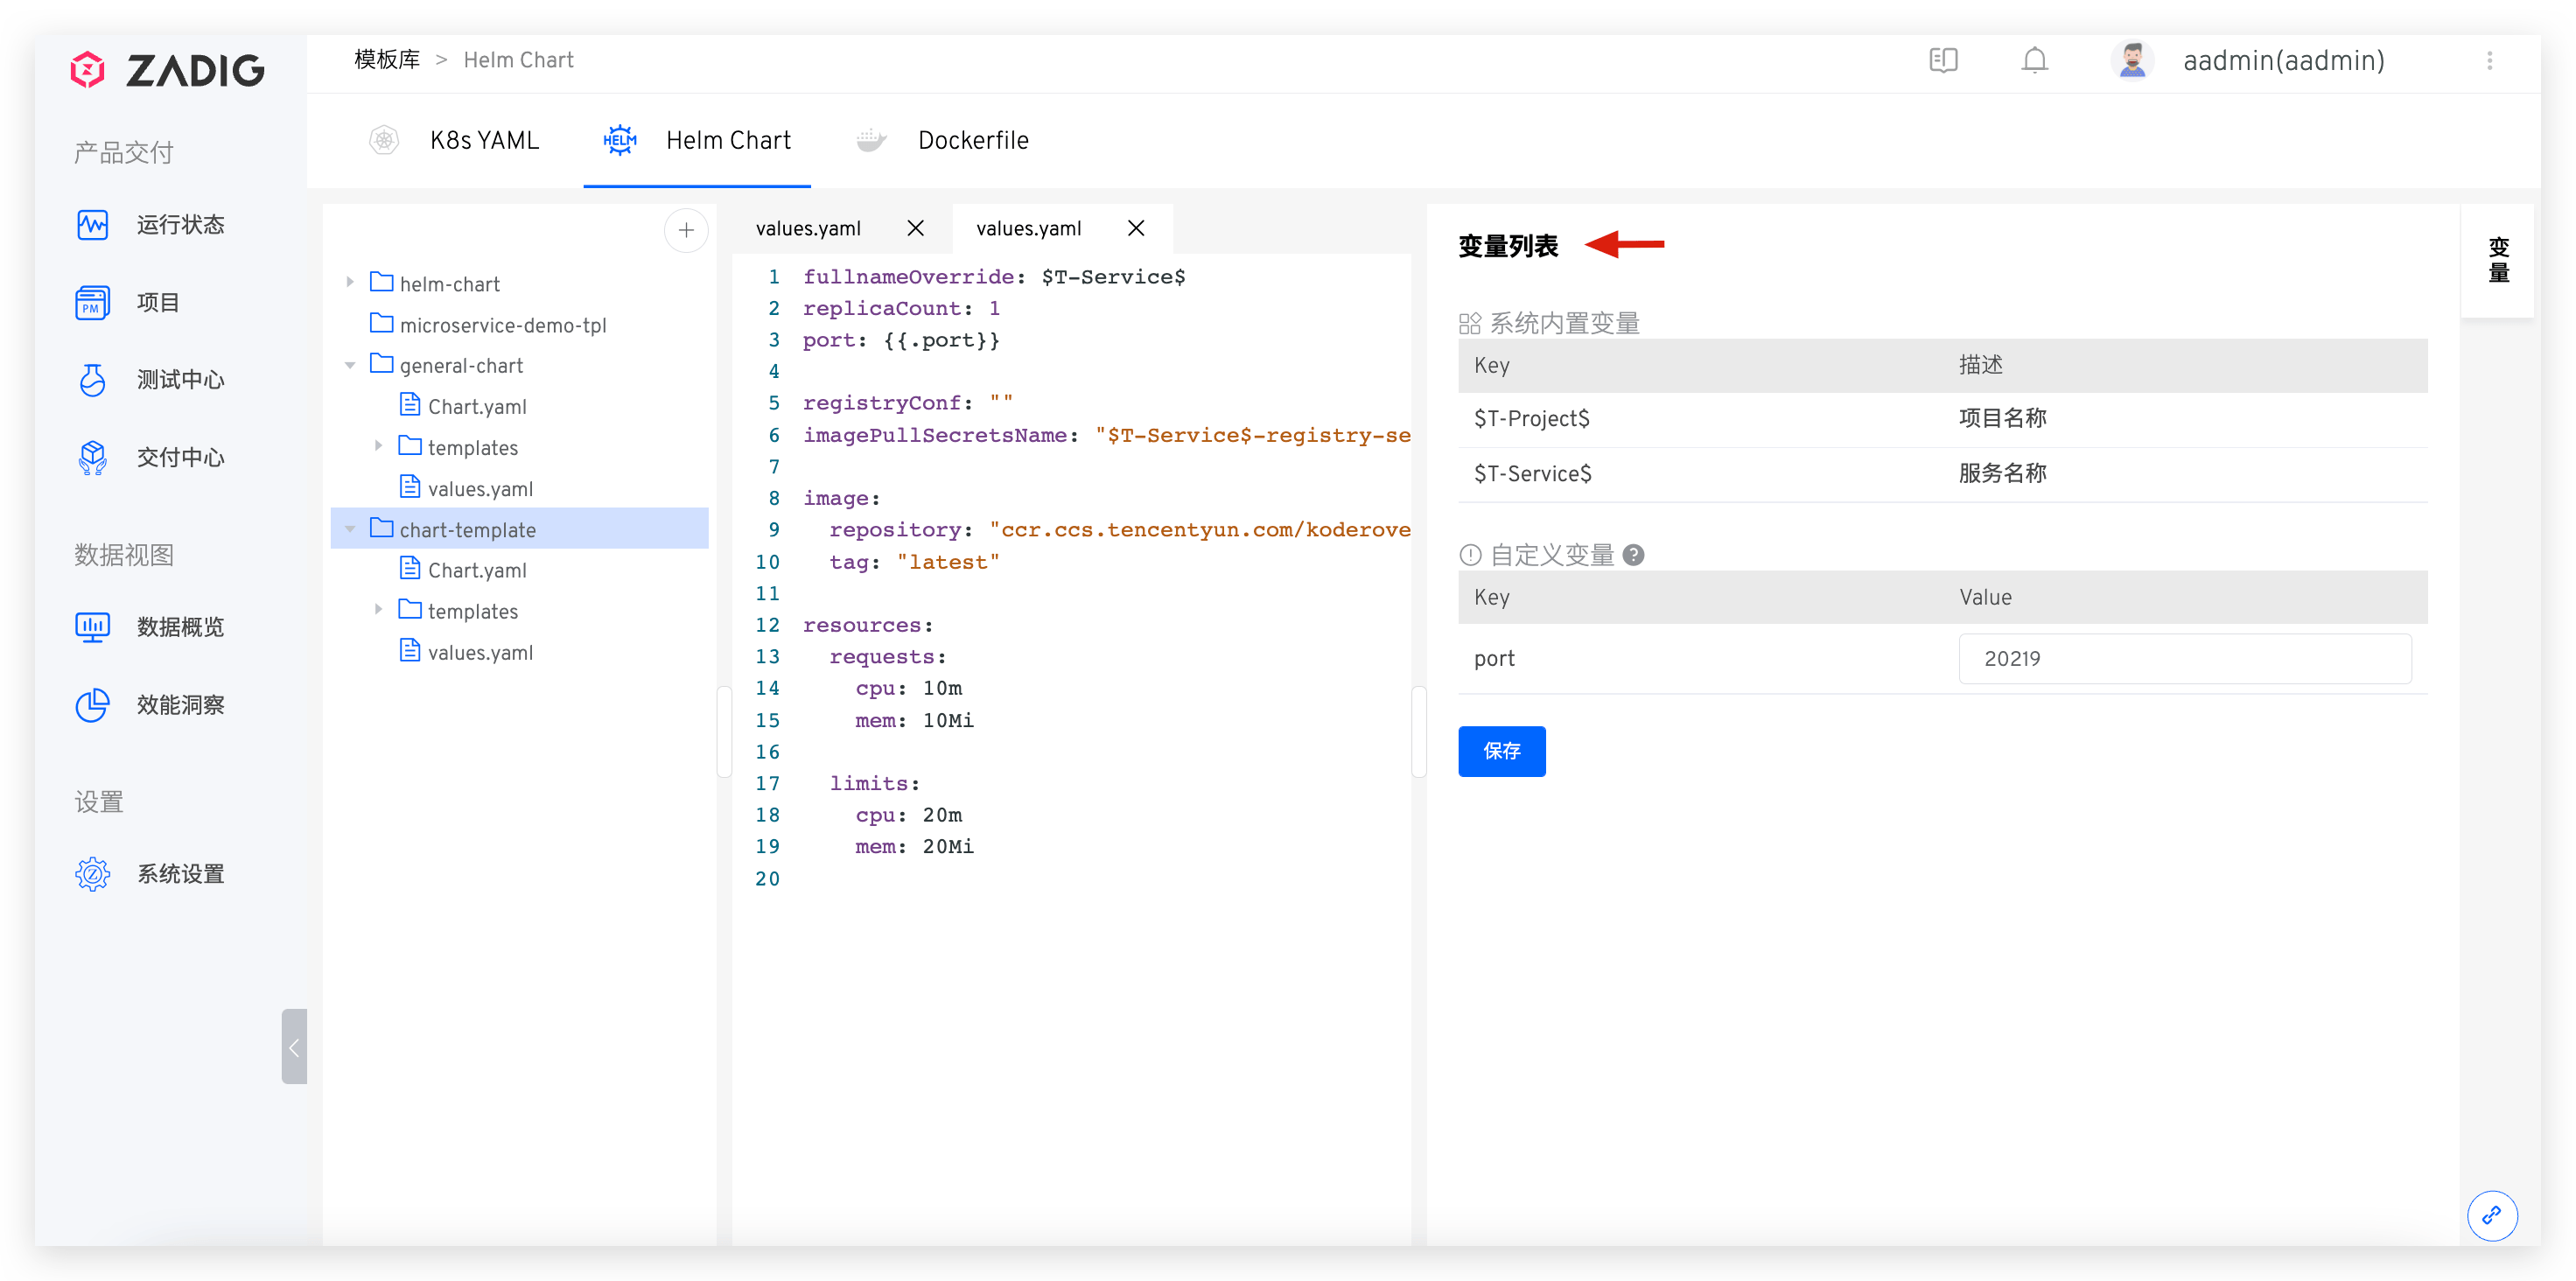 ZADIG
产品交付
运行状态
PM
项目
测试中心
交付中心
数据视图
数据概览
效能洞察
设置
系统设置
模板库 > Helm Chart
aadmin(aadmin)
K8s YAML
HELM
Helm Chart
Dockerfile
helm-chart
microservice-demo-tpl
general-chart
Chart.yaml
templates
values.yaml
chart-template
Chart.yaml
templates
values.yaml
values.yaml
values.yaml
1 fullnameOverride: $T-Service$
2 replicaCount: 1
3 port: {{.port}}
4
5 registryConf: ""
6 imagePullSecretsName: "$T-Service$-registry-se
7
8 image:
9 repository: "ccr.ccs.tencentyun.com/koderove
10 tag: "latest"
11
12 resources:
13 requests:
14 cpu: 10m
15 mem: 10Mi
16
17 limits:
18 cpu: 20m
19 mem: 20Mi
20
变量列表
系统内置变量
Key 描述
$T-Project$ 项目名称
$T-Service$ 服务名称
自定义变量 ?
Key Value
port 20219
保存
变量